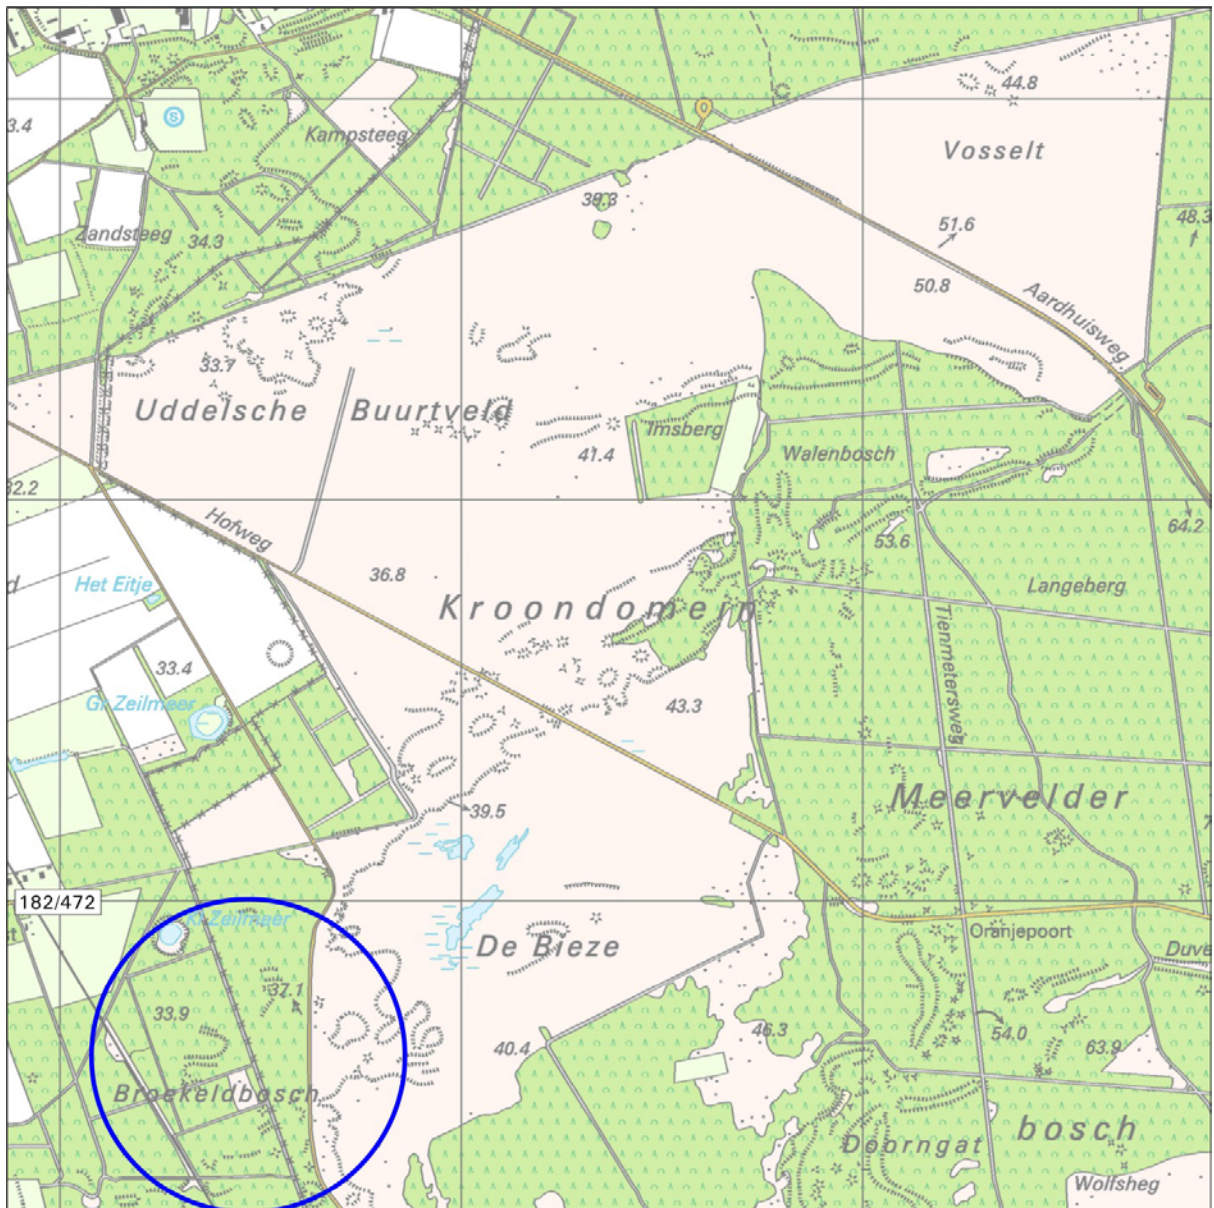 44.8
Kampsteeg
3.4
S
Vosselt
39.3
51.6
48.3
Zandsteeg
34.3
50.8
Aardhuisweg
33.7
Uddelsche Buurtveld
Imsberg
41.4
Walenbosch
32.2
Hofweg
64.2
53.6
d
Het Eitje
36.8
Langeberg
Kroondomein
Tienmetersweg
33.4
Gr Zeilmeer
43.3
39.5
Meervelder
7
182/472
Kl Zeilmeer
t
De Bieze
Oranjepoort
Duve
37.1
33.9
46.3
54.0
40.4
63.9
Broekeldbosch
Doorngat
bosch
Wolfsheg